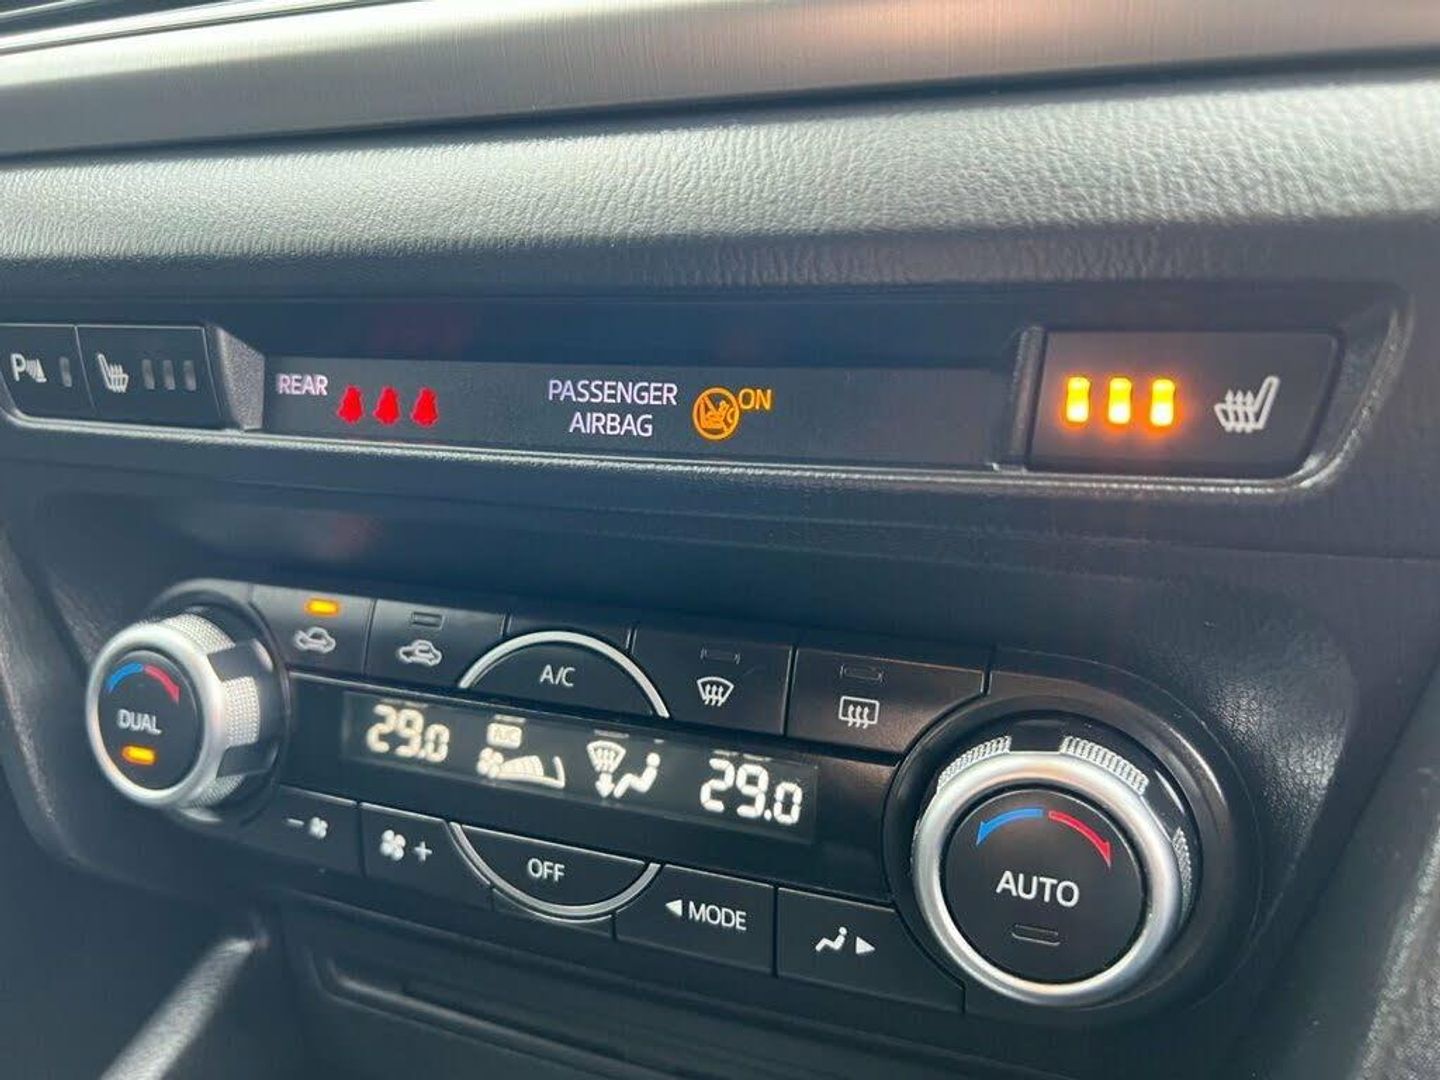 P
REAR
PASSENGER
AIRBAG
ON
A/C
DUAL
29.0
A/C
29.0
- +
OFF
◄ MODE
►
AUTO